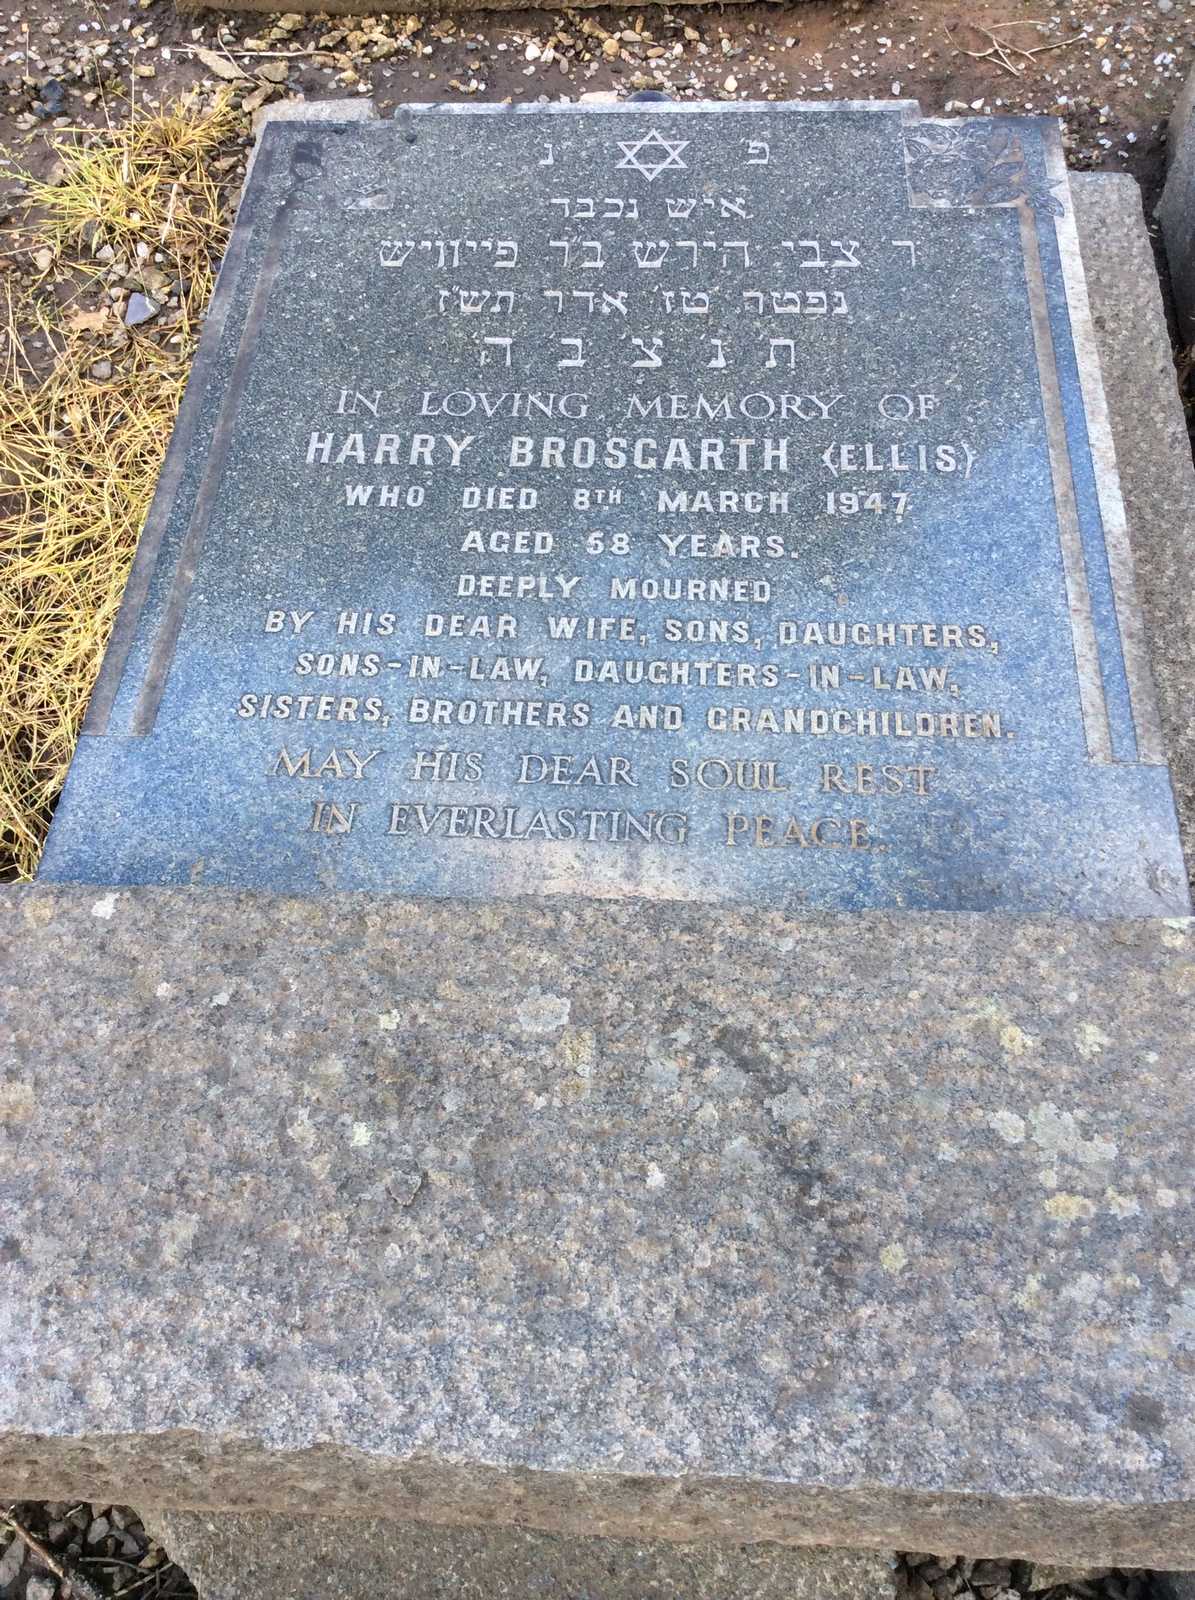 פ נ
איש נכבד
ר צבי הירש ב"ר פייוויש
נפטר טז' אדר תש"ז
ת נ צ ב ה
IN LOVING MEMORY OF
HARRY BROSGARTH (ELLIS)
WHO DIED 8TH MARCH 1947
AGED 58 YEARS.
DEEPLY MOURNED
BY HIS DEAR WIFE, SONS, DAUGHTERS,
SONS-IN-LAW, DAUGHTERS-IN-LAW,
SISTERS, BROTHERS AND GRANDCHILDREN.
MAY HIS DEAR SOUL REST
IN EVERLASTING PEACE.